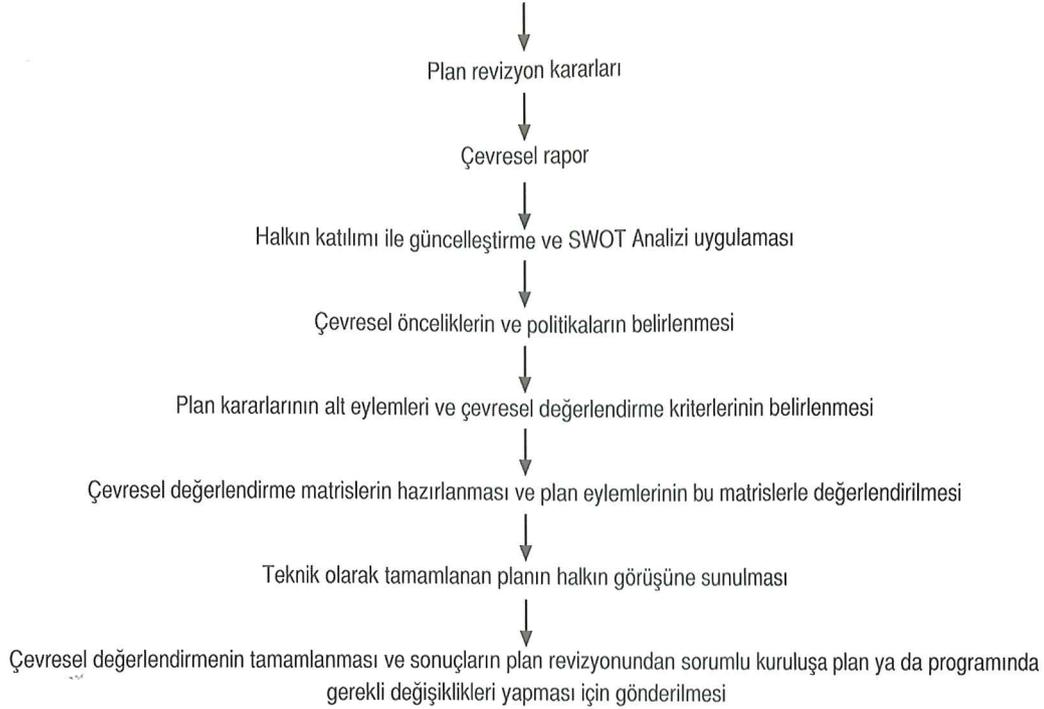 Plan revizyon kararları
Çevresel rapor
Halkın katılımı ile güncelleştirme ve SWOT Analizi uygulaması
Çevresel önceliklerin ve politikaların belirlenmesi
Plan kararlarının alt eylemleri ve çevresel değerlendirme kriterlerinin belirlenmesi
Çevresel değerlendirme matrislerin hazırlanması ve plan eylemlerinin bu matrislerle değerlendirilmesi
Teknik olarak tamamlanan planın halkın görüşüne sunulması
Çevresel değerlendirmenin tamamlanması ve sonuçların plan revizyonundan sorumlu kuruluşa plan ya da programında
gerekli değişiklikleri yapması için gönderilmesi